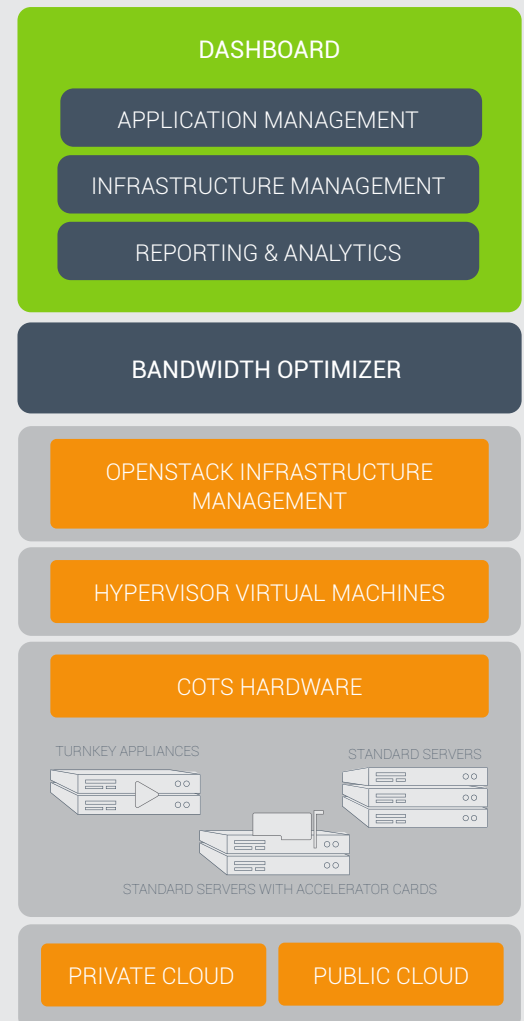 DASHBOARD
APPLICATION MANAGEMENT
INFRASTRUCTURE MANAGEMENT
REPORTING & ANALYTICS
BANDWIDTH OPTIMIZER
OPENSTACK INFRASTRUCTURE
MANAGEMENT
HYPERVISOR VIRTUAL MACHINES
COTS HARDWARE
TURNKEY APPLIANCES
STANDARD SERVERS
STANDARD SERVERS WITH ACCELERATOR CARDS
PRIVATE CLOUD
PUBLIC CLOUD